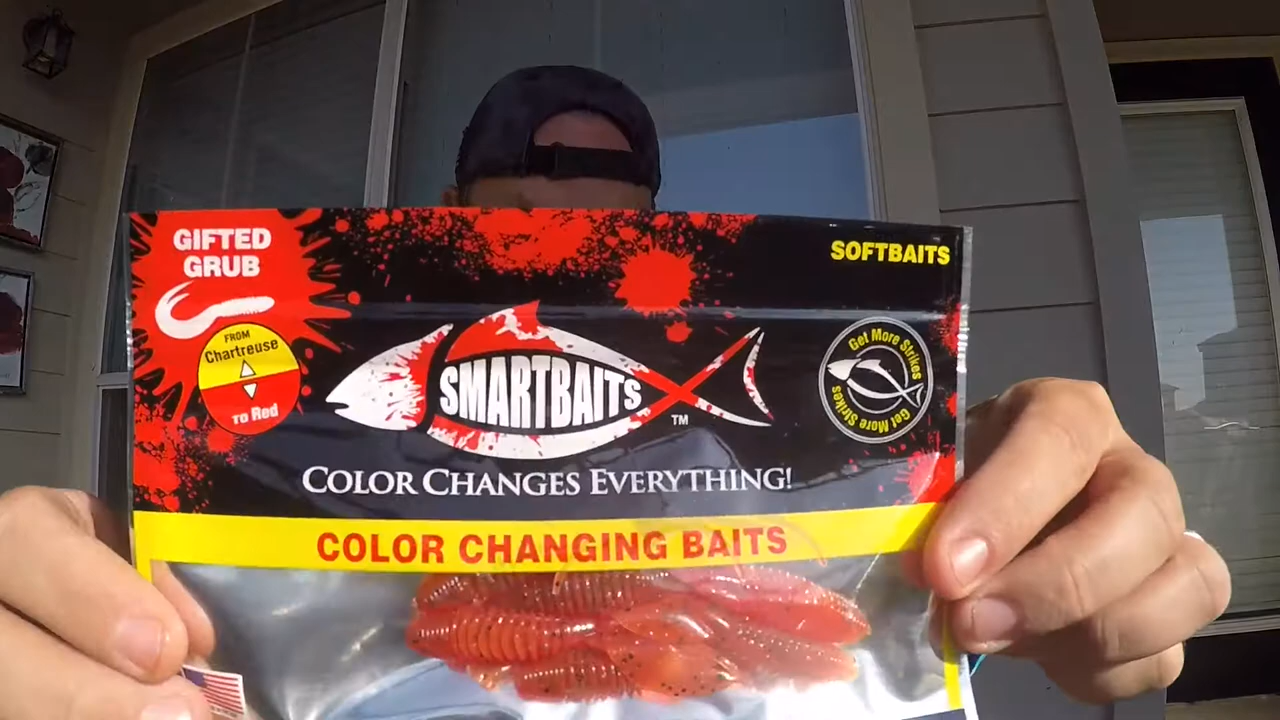 GIFTED
GRUB
SOFTBAITS
FROM
Chartreuse
TO Red
SMARTBAITS
TM
Get More Strikes
Get More Strikes
COLOR CHANGES EVERYTHING!
COLOR CHANGING BAITS